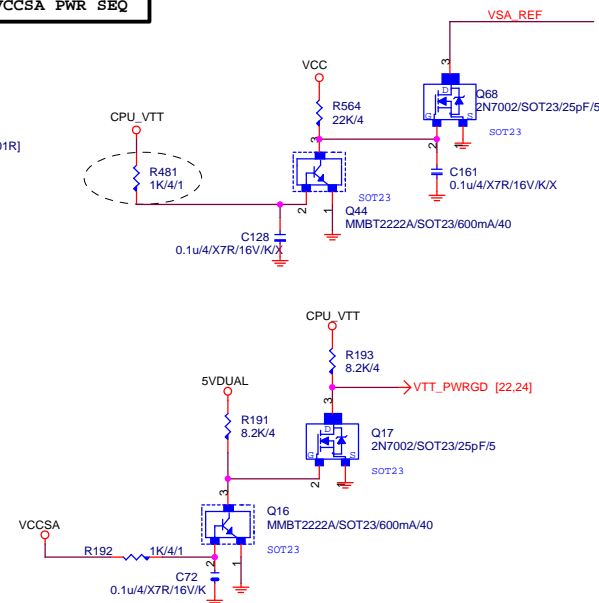 VCCSA PWR SEQ
VSA_REF
VCC
3
Q68
2N7002/SOT23/25pF/5
D
G
S
SOT23
2
1
R564
22K/4
CPU_VTT
01R]
R481
1K/4/1
3
SOT23
2
1
Q44
MMBT2222A/SOT23/600mA/40
C161
0.1u/4/X7R/16V/K/X
C128
0.1u/4/X7R/16V/K/X
CPU_VTT
R193
8.2K/4
VTT_PWRGD [22,24]
5VDUAL
R191
8.2K/4
3
Q17
2N7002/SOT23/25pF/5
D
G
S
SOT23
2
1
3
Q16
MMBT2222A/SOT23/600mA/40
SOT23
VCCSA
R192
1K/4/1
2
1
C72
0.1u/4/X7R/16V/K